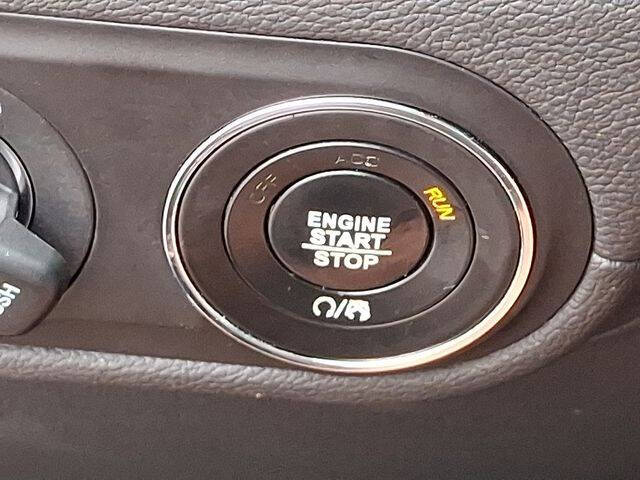 OFF
ACC
RUN
ENGINE
START
STOP